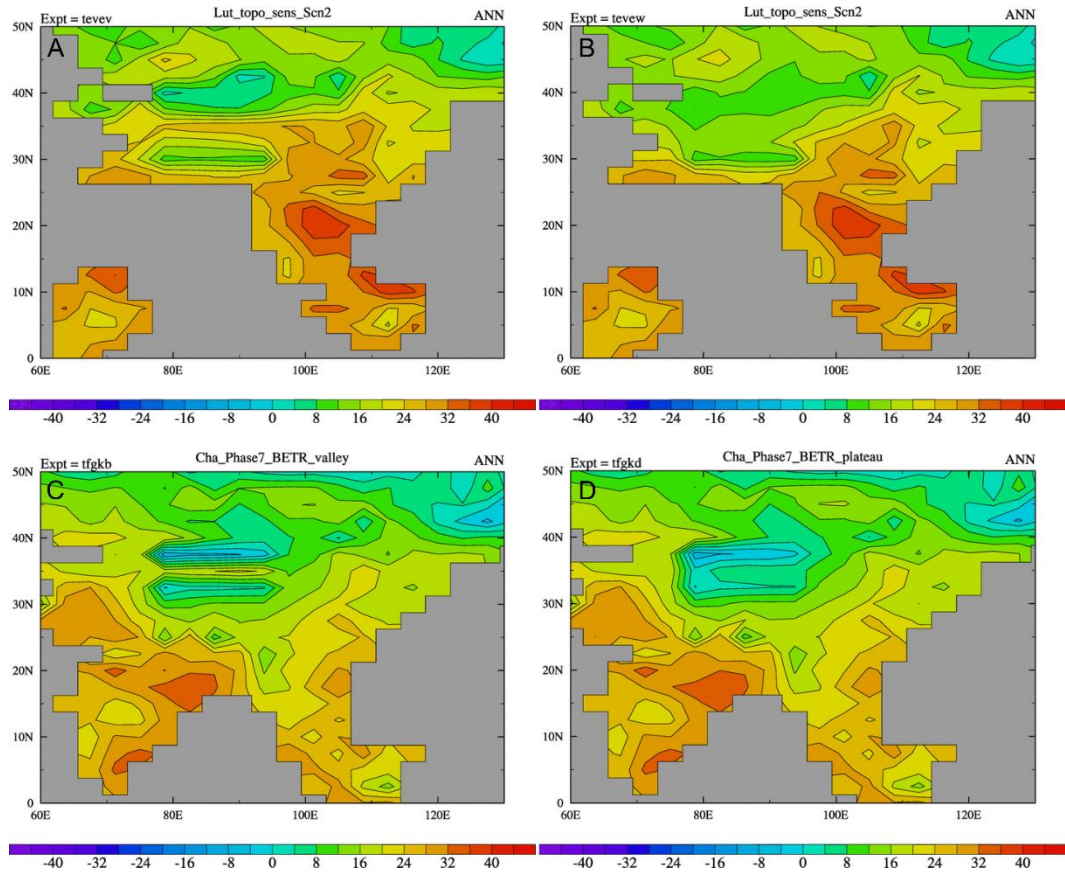 Expt = tevev Lut_topo_sens_Scn2 ANN
A
50N
40N
30N
20N
10N
0
60E 80E 100E 120E
-40 -32 -24 -16 -8 0 8 16 24 32 40
Expt = tevew Lut_topo_sens_Scn2 ANN
B
50N
40N
30N
20N
10N
0
60E 80E 100E 120E
-40 -32 -24 -16 -8 0 8 16 24 32 40
Expt = tfgkb Cha_Phase7_BETR_valley ANN
C
50N
40N
30N
20N
10N
0
60E 80E 100E 120E
-40 -32 -24 -16 -8 0 8 16 24 32 40
Expt = tfgkd Cha_Phase7_BETR_plateau ANN
D
50N
40N
30N
20N
10N
0
60E 80E 100E 120E
-40 -32 -24 -16 -8 0 8 16 24 32 40